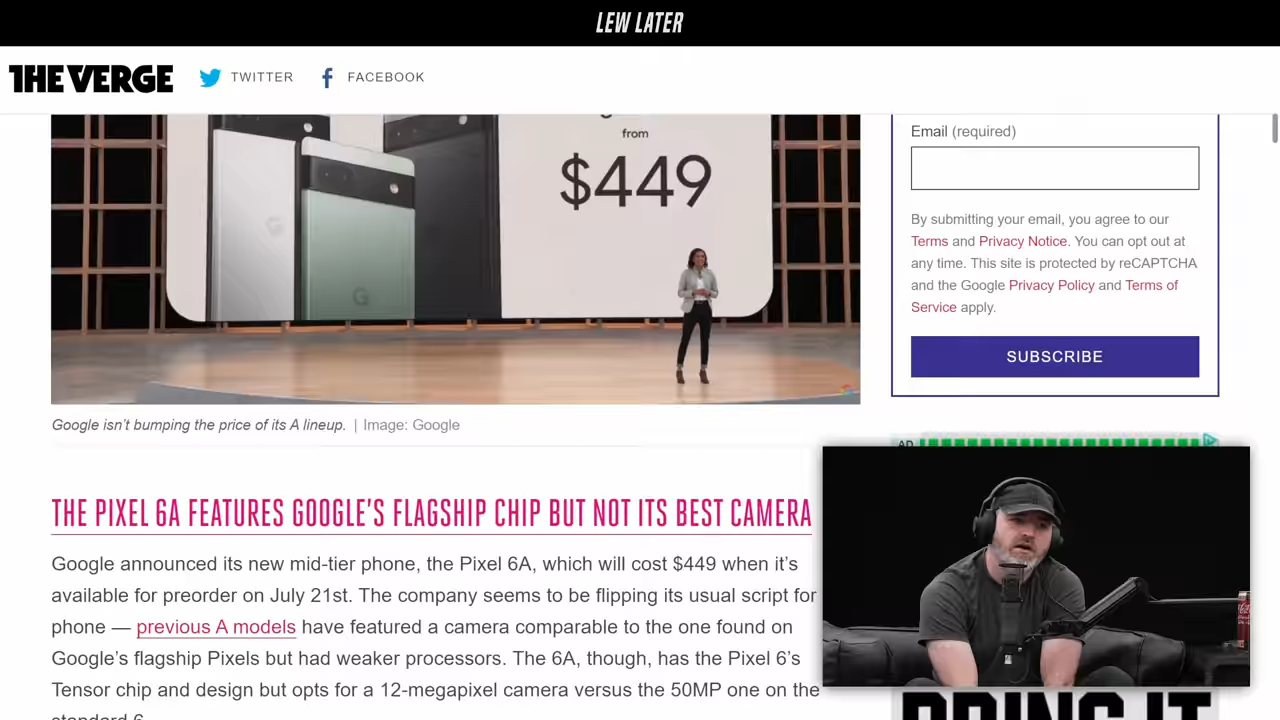 LEW LATER
THE VERGE
TWITTER
FACEBOOK
from
$449
Google isn't bumping the price of its A lineup. | Image: Google
THE PIXEL 6A FEATURES GOOGLE'S FLAGSHIP CHIP BUT NOT ITS BEST CAMERA
Google announced its new mid-tier phone, the Pixel 6A, which will cost $449 when it's
available for preorder on July 21st. The company seems to be flipping its usual script for
phone — previous A models have featured a camera comparable to the one found on
Google's flagship Pixels but had weaker processors. The 6A, though, has the Pixel 6's
Tensor chip and design but opts for a 12-megapixel camera versus the 50MP one on the
standard 6.
Email (required)
By submitting your email, you agree to our
Terms and Privacy Notice. You can opt out at
any time. This site is protected by reCAPTCHA
and the Google Privacy Policy and Terms of
Service apply.
SUBSCRIBE
AD
BRING IT